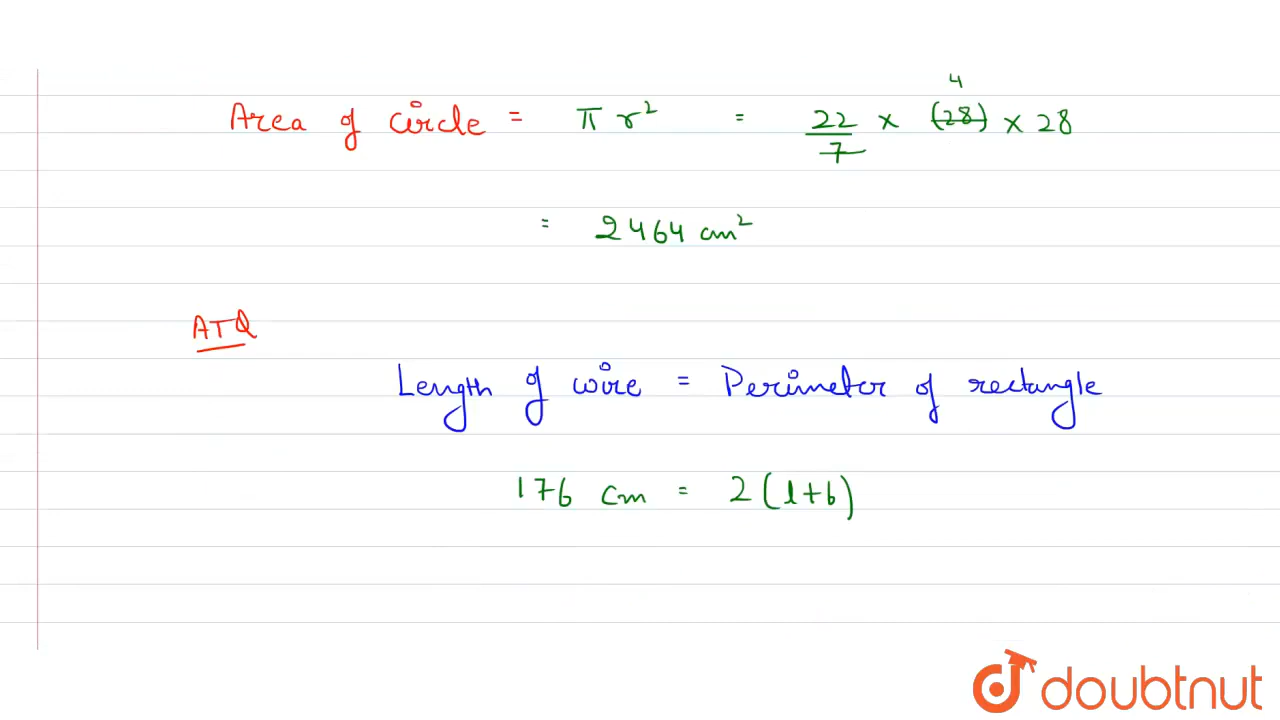 4
Area of circle = π r² = 22/7 × (28) × 28
= 2464 cm²
ATQ
Length of wire = Perimeter of rectangle
176 cm = 2(l+b)
doubtnut